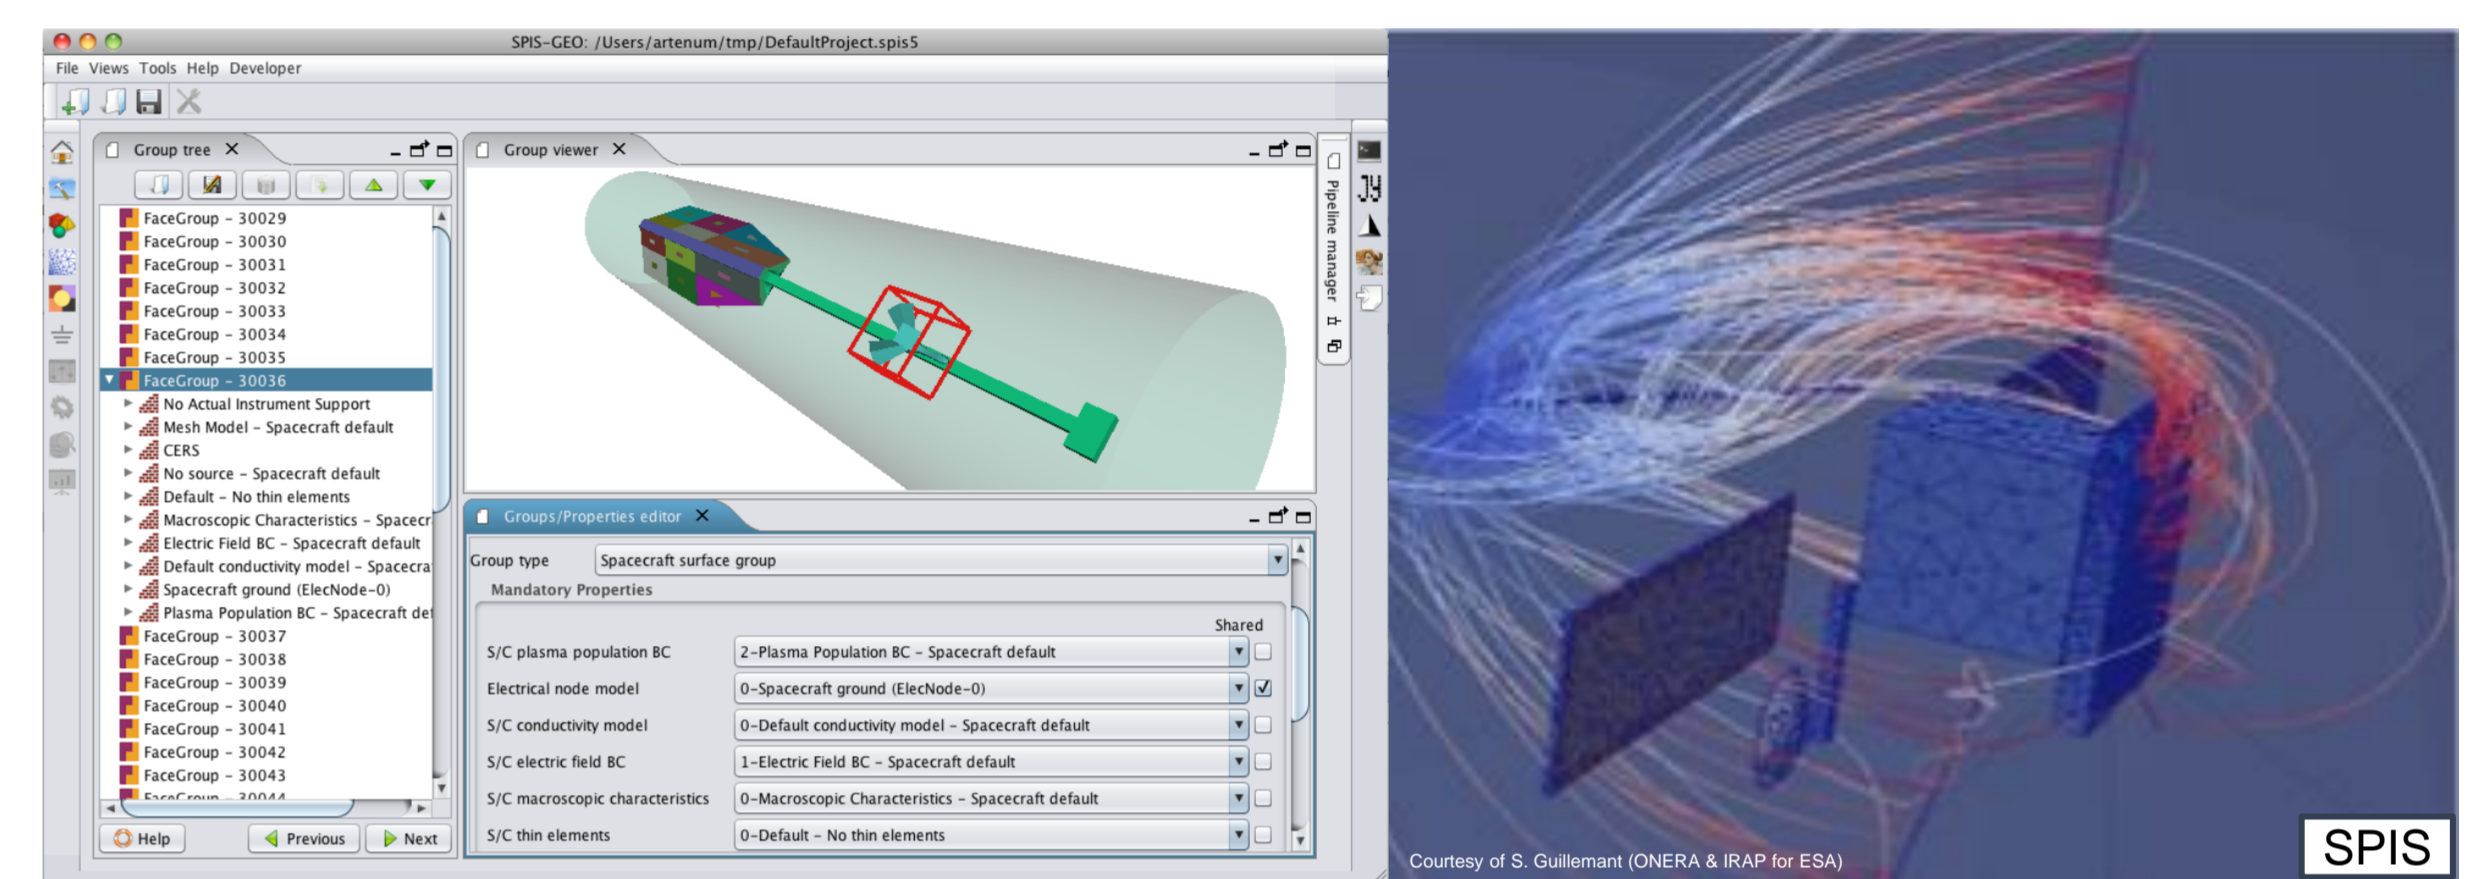 SPIS-GEO: /Users/artenum/tmp/DefaultProject.spis5
File Views Tools Help Developer
Group tree
FaceGroup - 30029
FaceGroup - 30030
FaceGroup - 30031
FaceGroup - 30032
FaceGroup - 30033
FaceGroup - 30034
FaceGroup - 30035
FaceGroup - 30036
No Actual Instrument Support
Mesh Model - Spacecraft default
CERS
No source - Spacecraft default
Default - No thin elements
Macroscopic Characteristics - Spacecr
Electric Field BC - Spacecraft default
Default conductivity model - Spacecra
Spacecraft ground (ElecNode-0)
Plasma Population BC - Spacecraft def
FaceGroup - 30037
FaceGroup - 30038
FaceGroup - 30039
FaceGroup - 30040
FaceGroup - 30041
FaceGroup - 30042
FaceGroup - 30043
FaceGroup - 30044
Help Previous Next
Group viewer
Groups/Properties editor
Group type Spacecraft surface group
Mandatory Properties
Shared
S/C plasma population BC 2-Plasma Population BC - Spacecraft default
Electrical node model 0-Spacecraft ground (ElecNode-0)
S/C conductivity model 0-Default conductivity model - Spacecraft default
S/C electric field BC 1-Electric Field BC - Spacecraft default
S/C macroscopic characteristics 0-Macroscopic Characteristics - Spacecraft default
S/C thin elements 0-Default - No thin elements
Pipeline manager
Jy
Courtesy of S. Guillemant (ONERA & IRAP for ESA)
SPIS